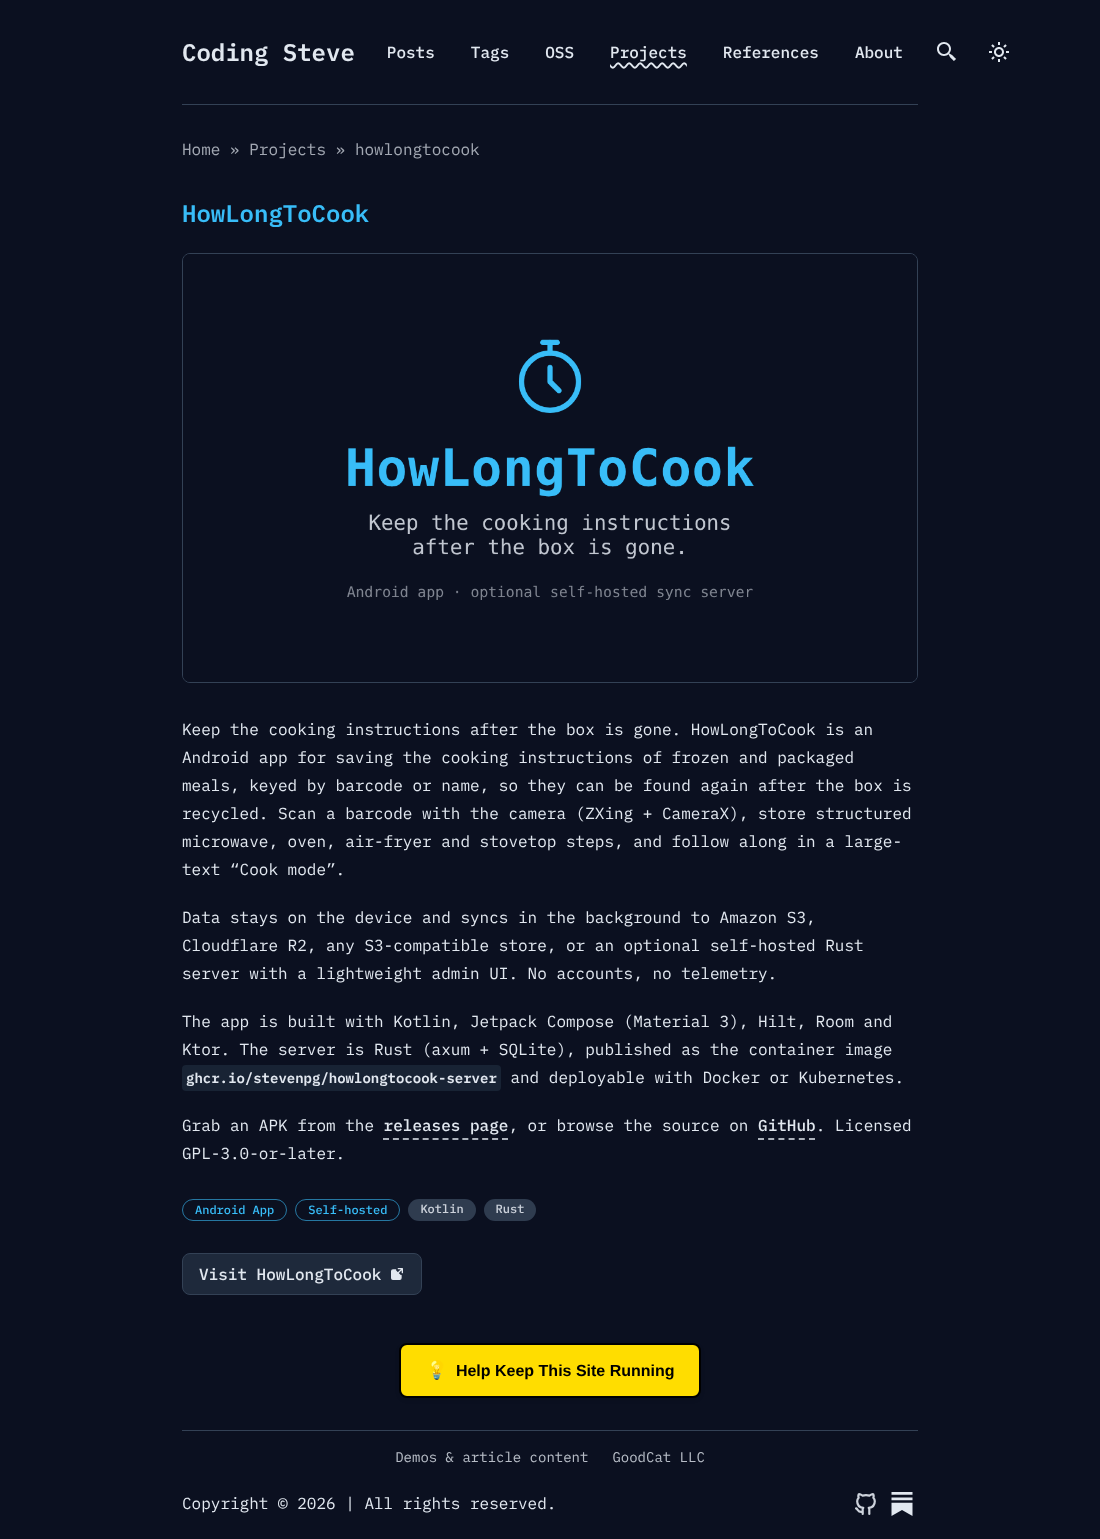 Coding Steve Posts Tags OSS Projects References About
Home » Projects » howlongtocook
HowLongToCook
HowLongToCook
Keep the cooking instructions
after the box is gone.
Android app · optional self-hosted sync server
Keep the cooking instructions after the box is gone. HowLongToCook is an
Android app for saving the cooking instructions of frozen and packaged
meals, keyed by barcode or name, so they can be found again after the box is
recycled. Scan a barcode with the camera (ZXing + CameraX), store structured
microwave, oven, air-fryer and stovetop steps, and follow along in a large-
text “Cook mode”.
Data stays on the device and syncs in the background to Amazon S3,
Cloudflare R2, any S3-compatible store, or an optional self-hosted Rust
server with a lightweight admin UI. No accounts, no telemetry.
The app is built with Kotlin, Jetpack Compose (Material 3), Hilt, Room and
Ktor. The server is Rust (axum + SQLite), published as the container image
ghcr.io/stevenpg/howlongtocook-server and deployable with Docker or Kubernetes.
Grab an APK from the releases page, or browse the source on GitHub. Licensed
GPL-3.0-or-later.
Android App Self-hosted Kotlin Rust
Visit HowLongToCook
Help Keep This Site Running
Demos & article content GoodCat LLC
Copyright © 2026 | All rights reserved.